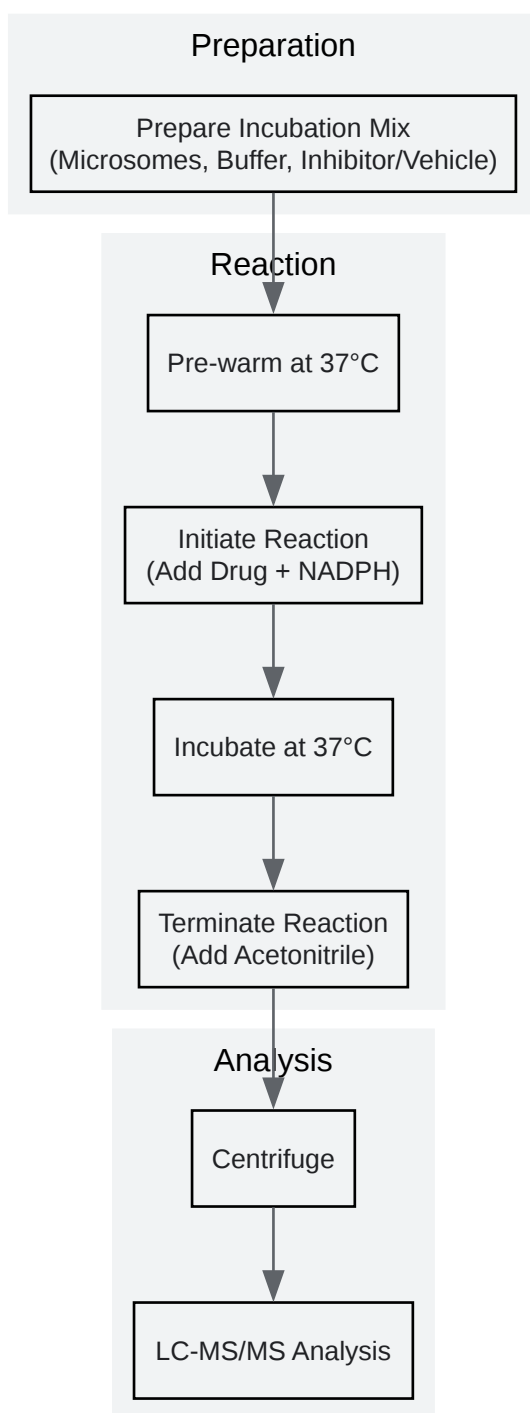 Preparation
Prepare Incubation Mix
(Microsomes, Buffer, Inhibitor/Vehicle)
Reaction
Pre-warm at 37°C
Initiate Reaction
(Add Drug + NADPH)
Incubate at 37°C
Terminate Reaction
(Add Acetonitrile)
Analysis
Centrifuge
LC-MS/MS Analysis